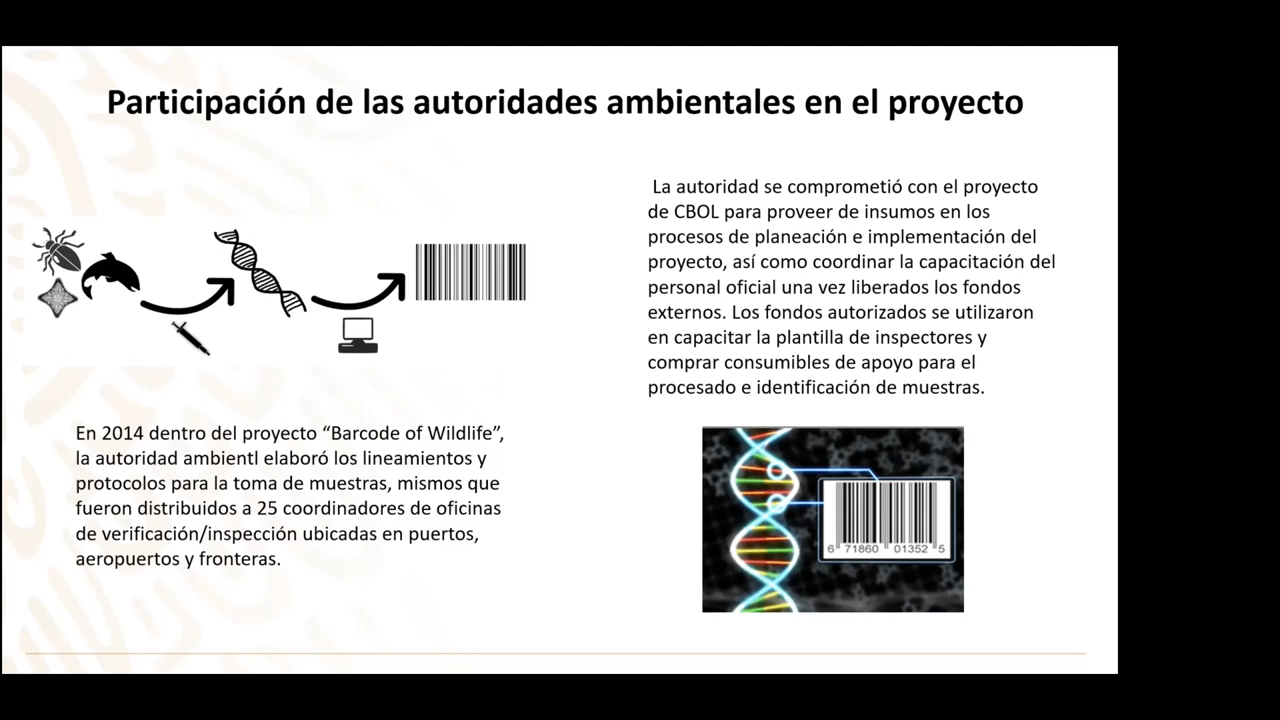 Participación de las autoridades ambientales en el proyecto
La autoridad se comprometió con el proyecto
de CBOL para proveer de insumos en los
procesos de planeación e implementación del
proyecto, así como coordinar la capacitación del
personal oficial una vez liberados los fondos
externos. Los fondos autorizados se utilizaron
en capacitar la plantilla de inspectores y
comprar consumibles de apoyo para el
procesado e identificación de muestras.
En 2014 dentro del proyecto “Barcode of Wildlife”,
la autoridad ambientl elaboró los lineamientos y
protocolos para la toma de muestras, mismos que
fueron distribuidos a 25 coordinadores de oficinas
de verificación/inspección ubicadas en puertos,
aeropuertos y fronteras.
6 71860 01352 5